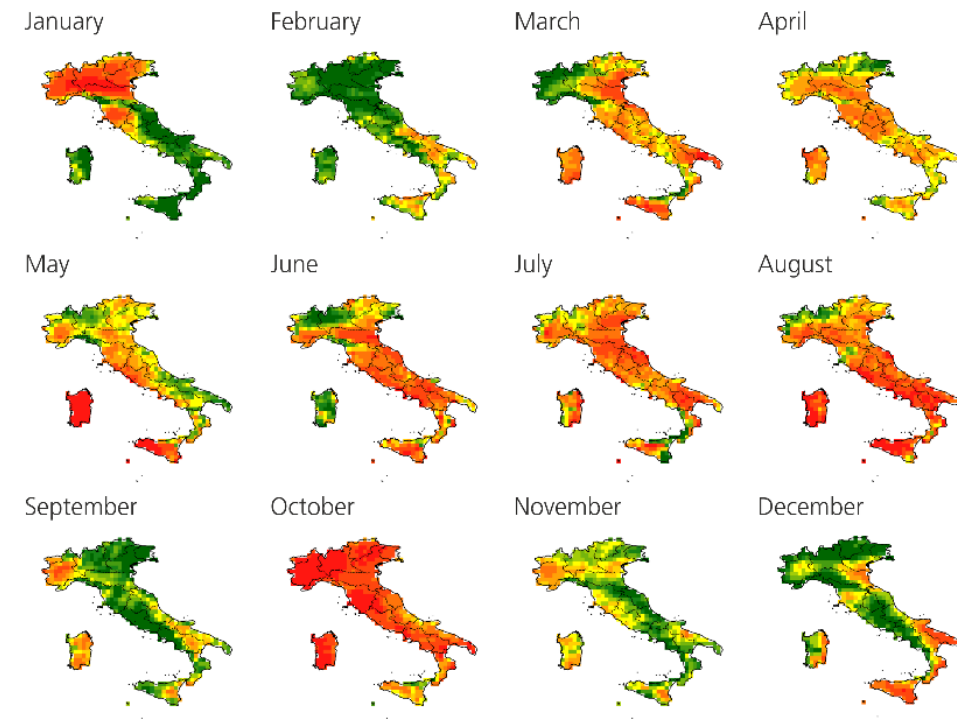 January
February
March
April
May
June
July
August
September
October
November
December